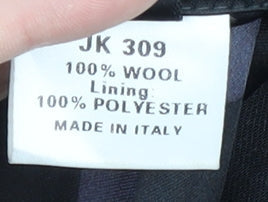 JK 309
100% WOOL
Lining:
100% POLYESTER
MADE IN ITALY